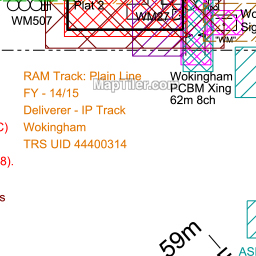 Plat 2
Wo
WM507
WM27
Sig
"WM"
RAM Track: Plain Line
Wokingham
MapTiler.com
PCBM Xing
FY - 14/15
62m 8ch
Deliverer - IP Track
C)
Wokingham
TRS UID 44400314
8).
s
59m
AS